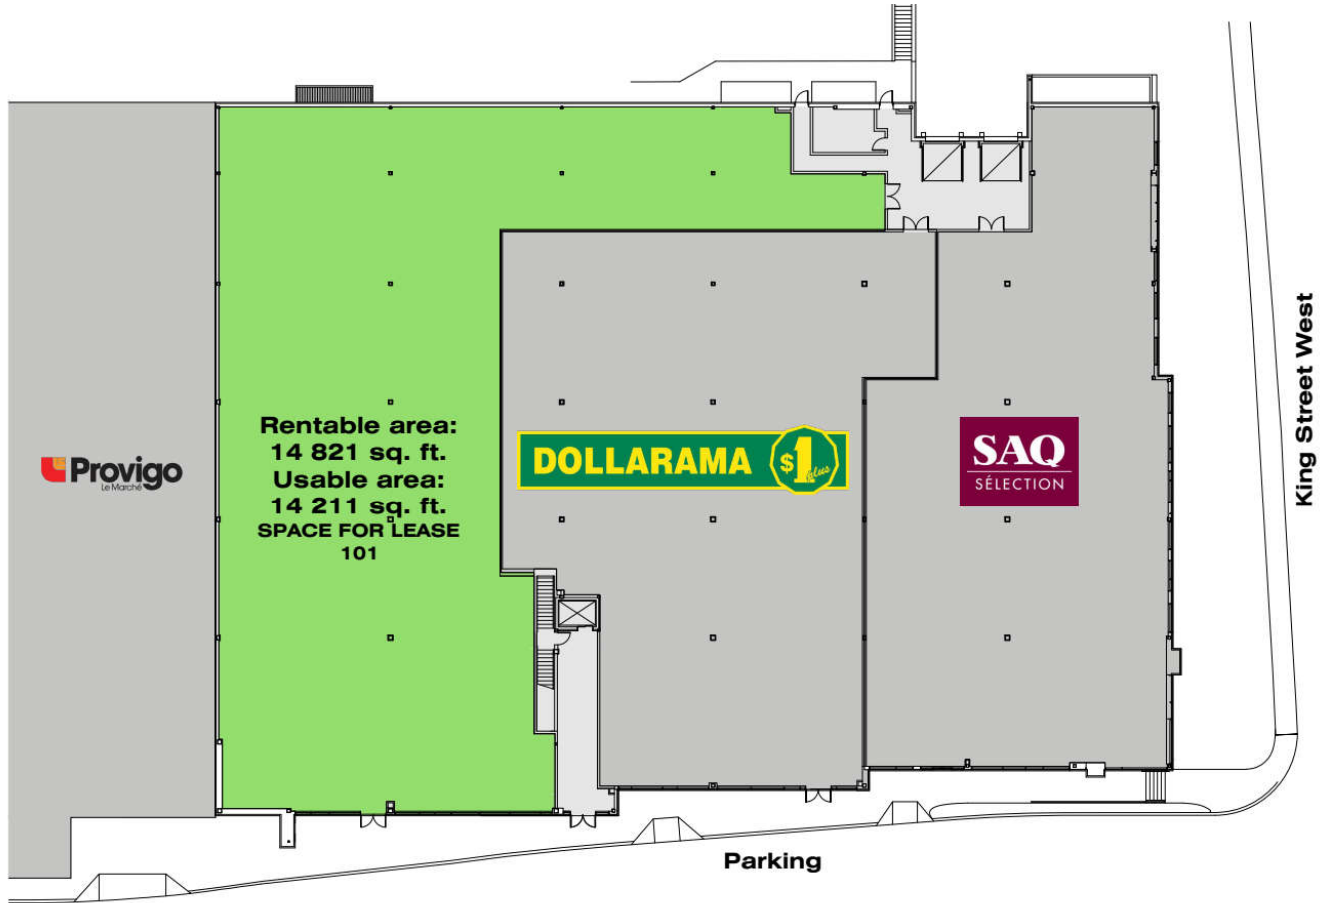 Provigo
Le Marché
Rentable area:
14 821 sq. ft.
Usable area:
14 211 sq. ft.
SPACE FOR LEASE
101
DOLLARAMA $1 plus
SAQ
SÉLECTION
King Street West
Parking